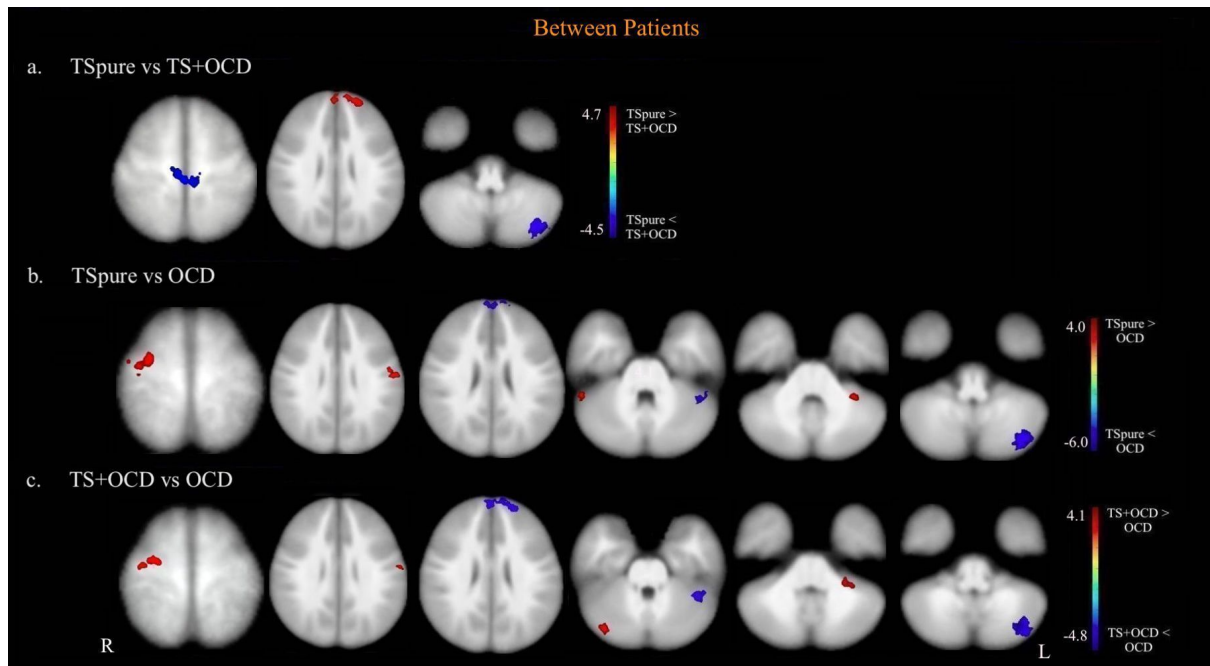 Between Patients
a. TSpure vs TS+OCD
4.7
TSpure >
TS+OCD
-4.5
TSpure <
TS+OCD
b. TSpure vs OCD
4.0
TSpure >
OCD
-6.0
TSpure <
OCD
c. TS+OCD vs OCD
4.1
TS+OCD >
OCD
-4.8
TS+OCD <
OCD
R
L